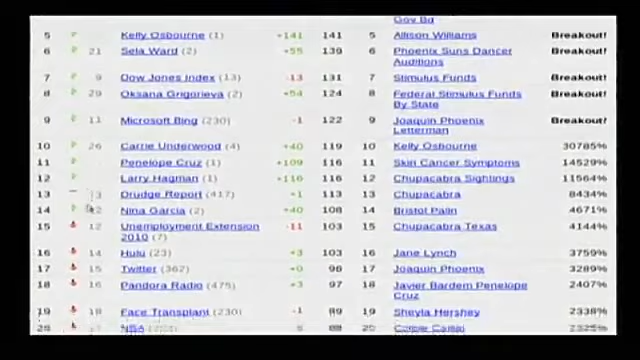 Gov Bd
5 Kelly Osbourne (1) +141 141 5 Allison Williams Breakout!
6 21 Sela Ward (2) +55 139 6 Phoenix Suns Dancer Breakout!
Auditions
7 9 Dow Jones Index (13) -13 131 7 Stimulus Funds Breakout!
8 29 Oksana Grigorieva (2) +54 124 8 Federal Stimulus Funds Breakout!
By State
9 11 Microsoft Bing (230) -1 122 9 Joaquin Phoenix Breakout!
Letterman
10 26 Carrie Underwood (4) +40 119 10 Kelly Osbourne 30785%
11 Penelope Cruz (1) +109 116 11 Skin Cancer Symptoms 14529%
12 Larry Hagman (1) +116 116 12 Chupacabra Sightings 11564%
13 13 Drudge Report (417) +1 113 13 Chupacabra 8434%
14 Nina Garcia (2) +40 108 14 Bristol Palin 4671%
15 12 Unemployment Extension -11 103 15 Chupacabra Texas 4144%
2010 (7)
16 14 Hulu (23) +3 103 16 Jane Lynch 3759%
17 15 Twitter (362) +0 98 17 Joaquin Phoenix 3289%
18 16 Pandora Radio (475) +3 97 18 Javier Bardem Penelope 2407%
Cruz
19 18 Face Transplant (230) -1 89 19 Sheyla Hershey 2338%
20 17 NBA 88 20 2325%